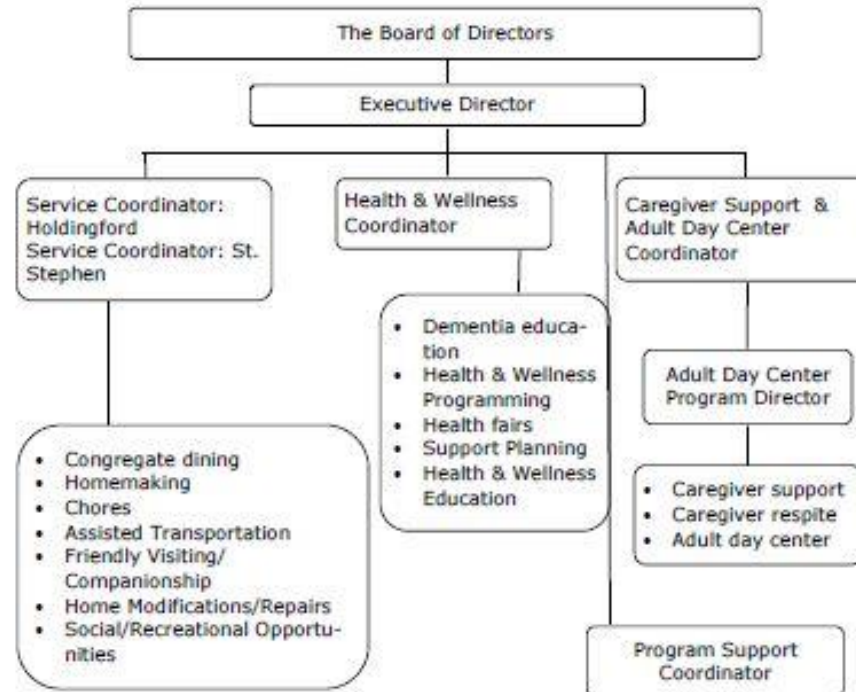 The Board of Directors
Executive Director
Service Coordinator:
Holdingford
Service Coordinator: St.
Stephen
Health & Wellness
Coordinator
Caregiver Support &
Adult Day Center
Coordinator
• Dementia educa-
tion
• Health & Wellness
Programming
• Health fairs
• Support Planning
• Health & Wellness
Education
Adult Day Center
Program Director
• Congregate dining
• Homemaking
• Chores
• Assisted Transportation
• Friendly Visiting/
Companionship
• Home Modifications/Repairs
• Social/Recreational Opportu-
nities
• Caregiver support
• Caregiver respite
• Adult day center
Program Support
Coordinator